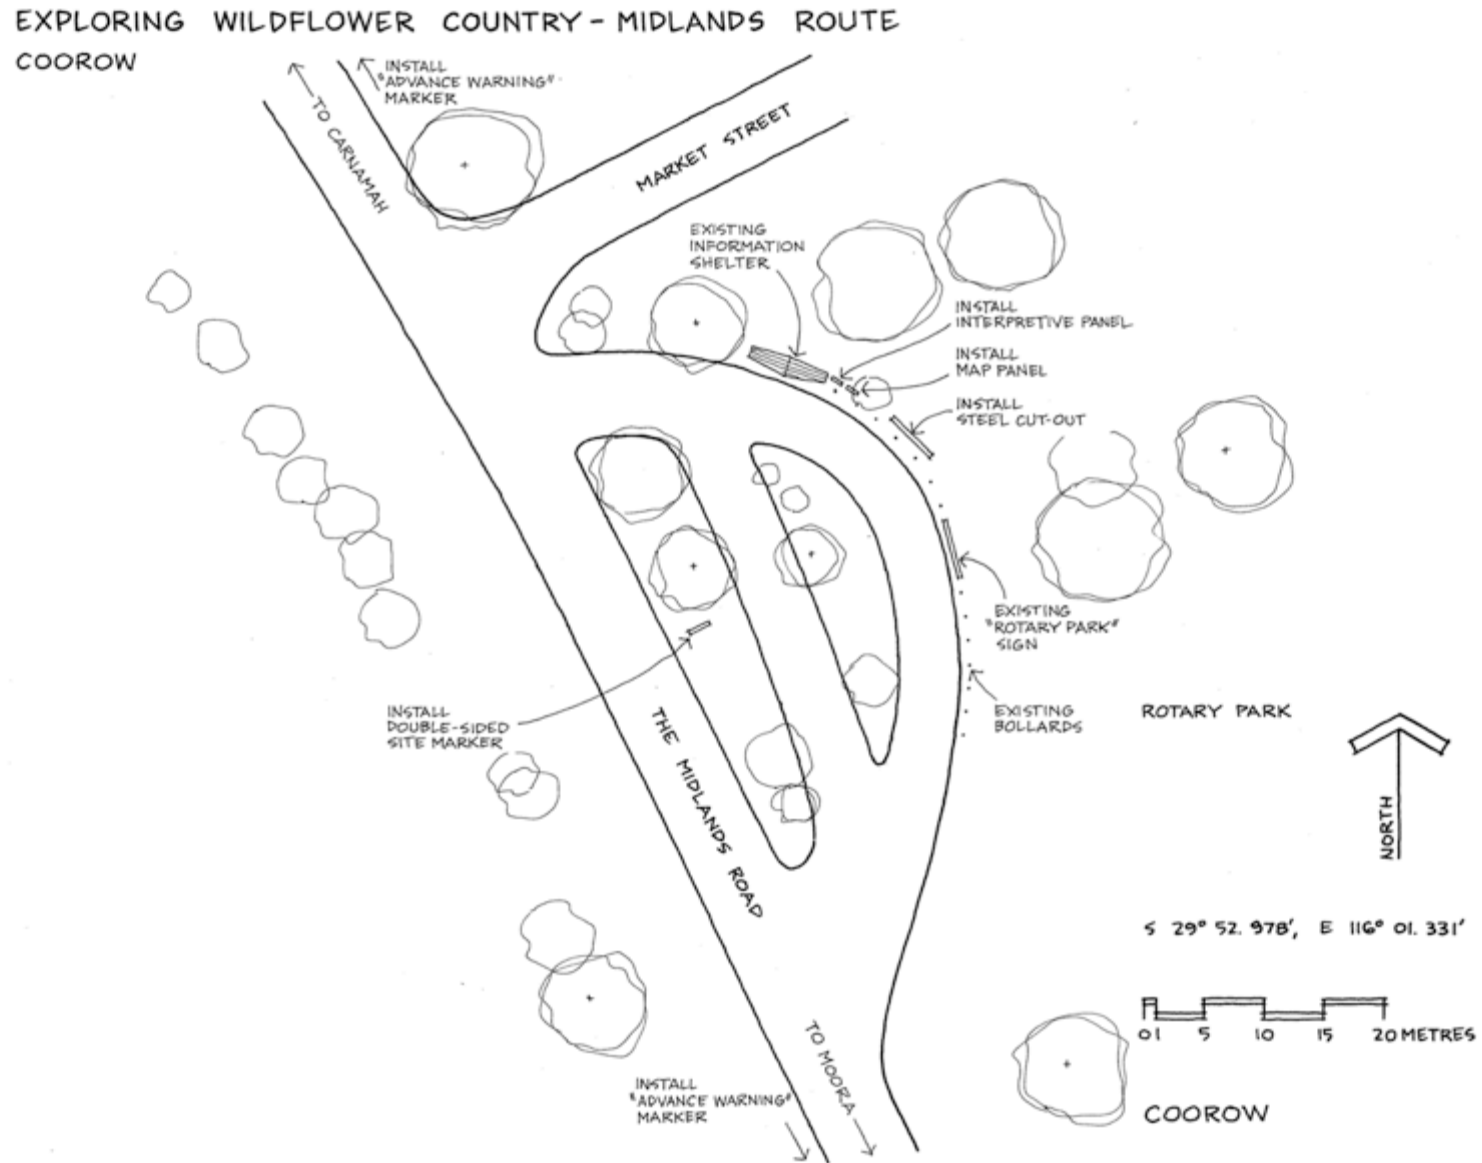 EXPLORING WILDFLOWER COUNTRY - MIDLANDS ROUTE
COOROW
INSTALL
"ADVANCE WARNING"
MARKER
TO CARNAMAH
MARKET STREET
EXISTING
INFORMATION
SHELTER
INSTALL
INTERPRETIVE PANEL
INSTALL
MAP PANEL
INSTALL
STEEL CUT-OUT
EXISTING
"ROTARY PARK"
SIGN
INSTALL
DOUBLE-SIDED
SITE MARKER
EXISTING
BOLLARDS
ROTARY PARK
THE MIDLANDS ROAD
NORTH
S 29° 52. 978', E 116° 01. 331'
0 1 5 10 15 20 METRES
TO MOORA
INSTALL
"ADVANCE WARNING"
MARKER
COOROW